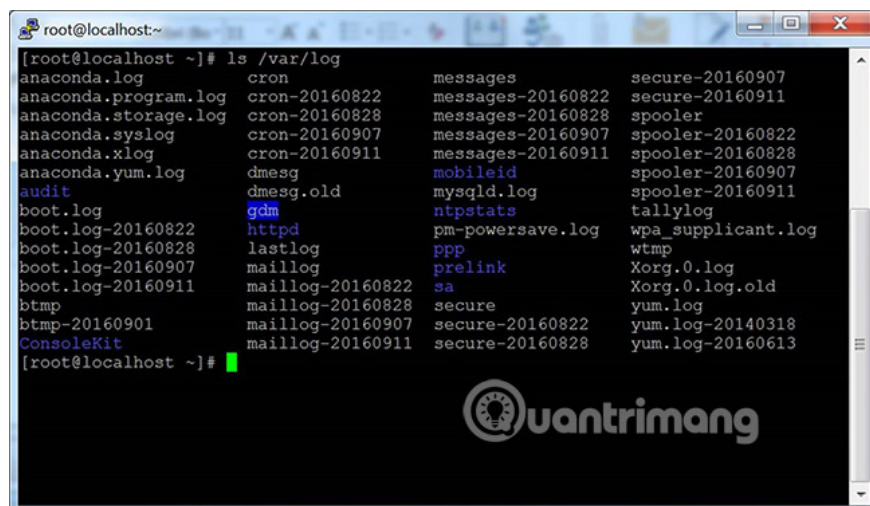 root@localhost:~
[root@localhost ~]# ls /var/log
anaconda.log cron messages secure-20160907
anaconda.program.log cron-20160822 messages-20160822 secure-20160911
anaconda.storage.log cron-20160828 messages-20160828 spooler
anaconda.syslog cron-20160907 messages-20160907 spooler-20160822
anaconda.xlog cron-20160911 messages-20160911 spooler-20160828
anaconda.yum.log dmesg mobileid spooler-20160907
audit dmesg.old mysqld.log spooler-20160911
boot.log gdm ntpstats tallylog
boot.log-20160822 httpd pm-powersave.log wpa_supplicant.log
boot.log-20160828 lastlog ppp wtmp
boot.log-20160907 maillog prelink Xorg.0.log
boot.log-20160911 maillog-20160822 sa Xorg.0.log.old
btmp maillog-20160828 secure yum.log
btmp-20160901 maillog-20160907 secure-20160822 yum.log-20140318
ConsoleKit maillog-20160911 secure-20160828 yum.log-20160613
[root@localhost ~]#
Quantrimang